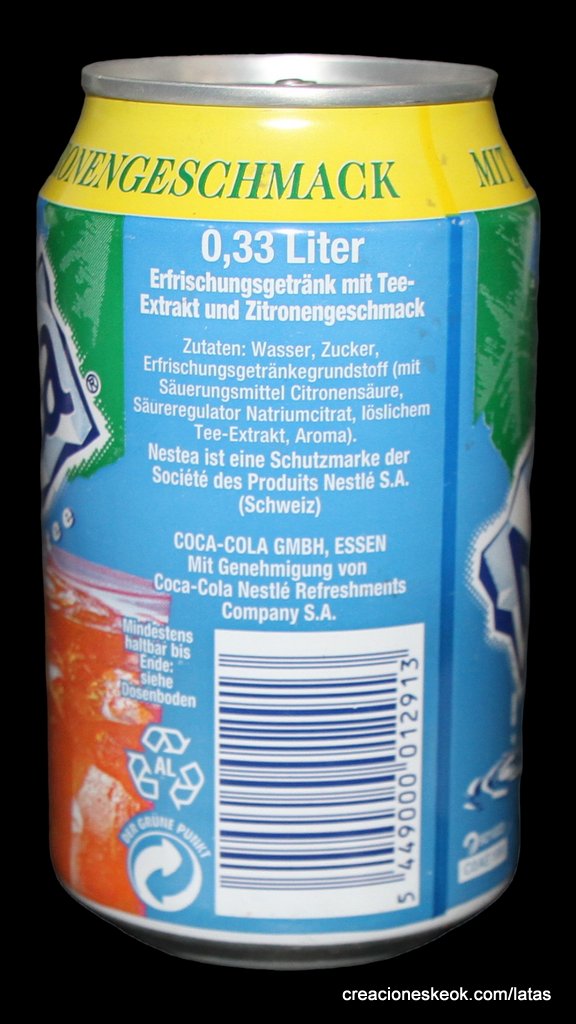 ONENGESCHMACK
MIT
0,33 Liter
Erfrischungsgetränk mit Tee-
Extrakt und Zitronengeschmack
Zutaten: Wasser, Zucker,
Erfrischungsgetränkegrundstoff (mit
Säuerungsmittel Citronensäure,
Säureregulator Natriumcitrat, löslichem
Tee-Extrakt, Aroma).
Nestea ist eine Schutzmarke der
Société des Produits Nestlé S.A.
(Schweiz)
COCA-COLA GMBH, ESSEN
Mit Genehmigung von
Coca-Cola Nestlé Refreshments
Company S.A.
Mindestens
haltbar bis
Ende:
siehe
Dosenboden
AL
DER GRÜNE PUNKT
5 449000 012913
a®
ee
creacioneskeok.com/latas